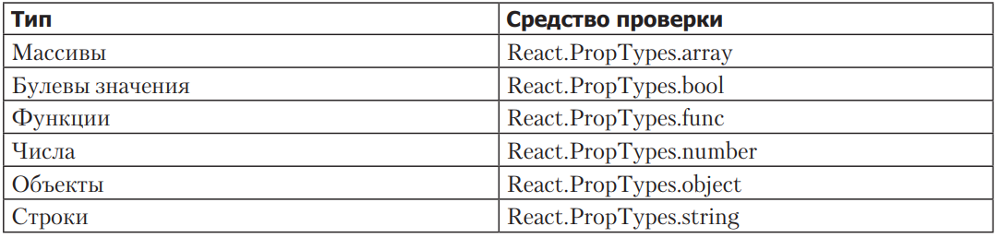 Тип Средство проверки
Массивы React.PropTypes.array
Булевы значения React.PropTypes.bool
Функции React.PropTypes.func
Числа React.PropTypes.number
Объекты React.PropTypes.object
Строки React.PropTypes.string